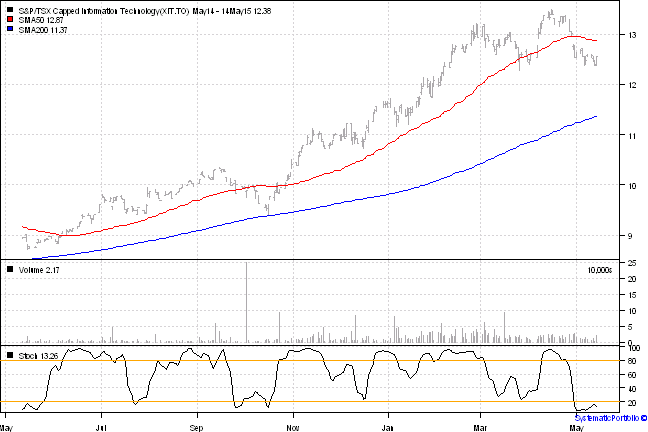 S&P/TSX Capped Information Technology(XIT.TO) May14 - 14May15 12.38
SMA50 12.87
SMA200 11.37
13
12
11
10
9
Volume 2.17
10,000s
25
20
15
10
5
0
Stoch 13.26
100
80
60
40
20
May Jul Sep Nov Jan Mar May
SystematicPortfolio ©